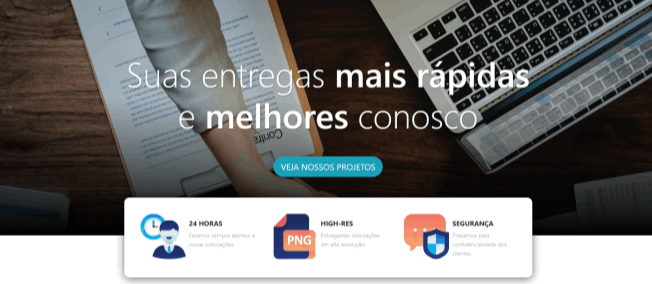 Suas entregas mais rápidas
e melhores conosco
Contra
VEJA NOSSOS PROJETOS
24 HORAS
Estamos sempre atentos a
novas solicitações
PNG
HIGH-RES
Entregando solicitações
em alta resolução
SEGURANÇA
Prezamos pela
confidencialidade dos
clientes